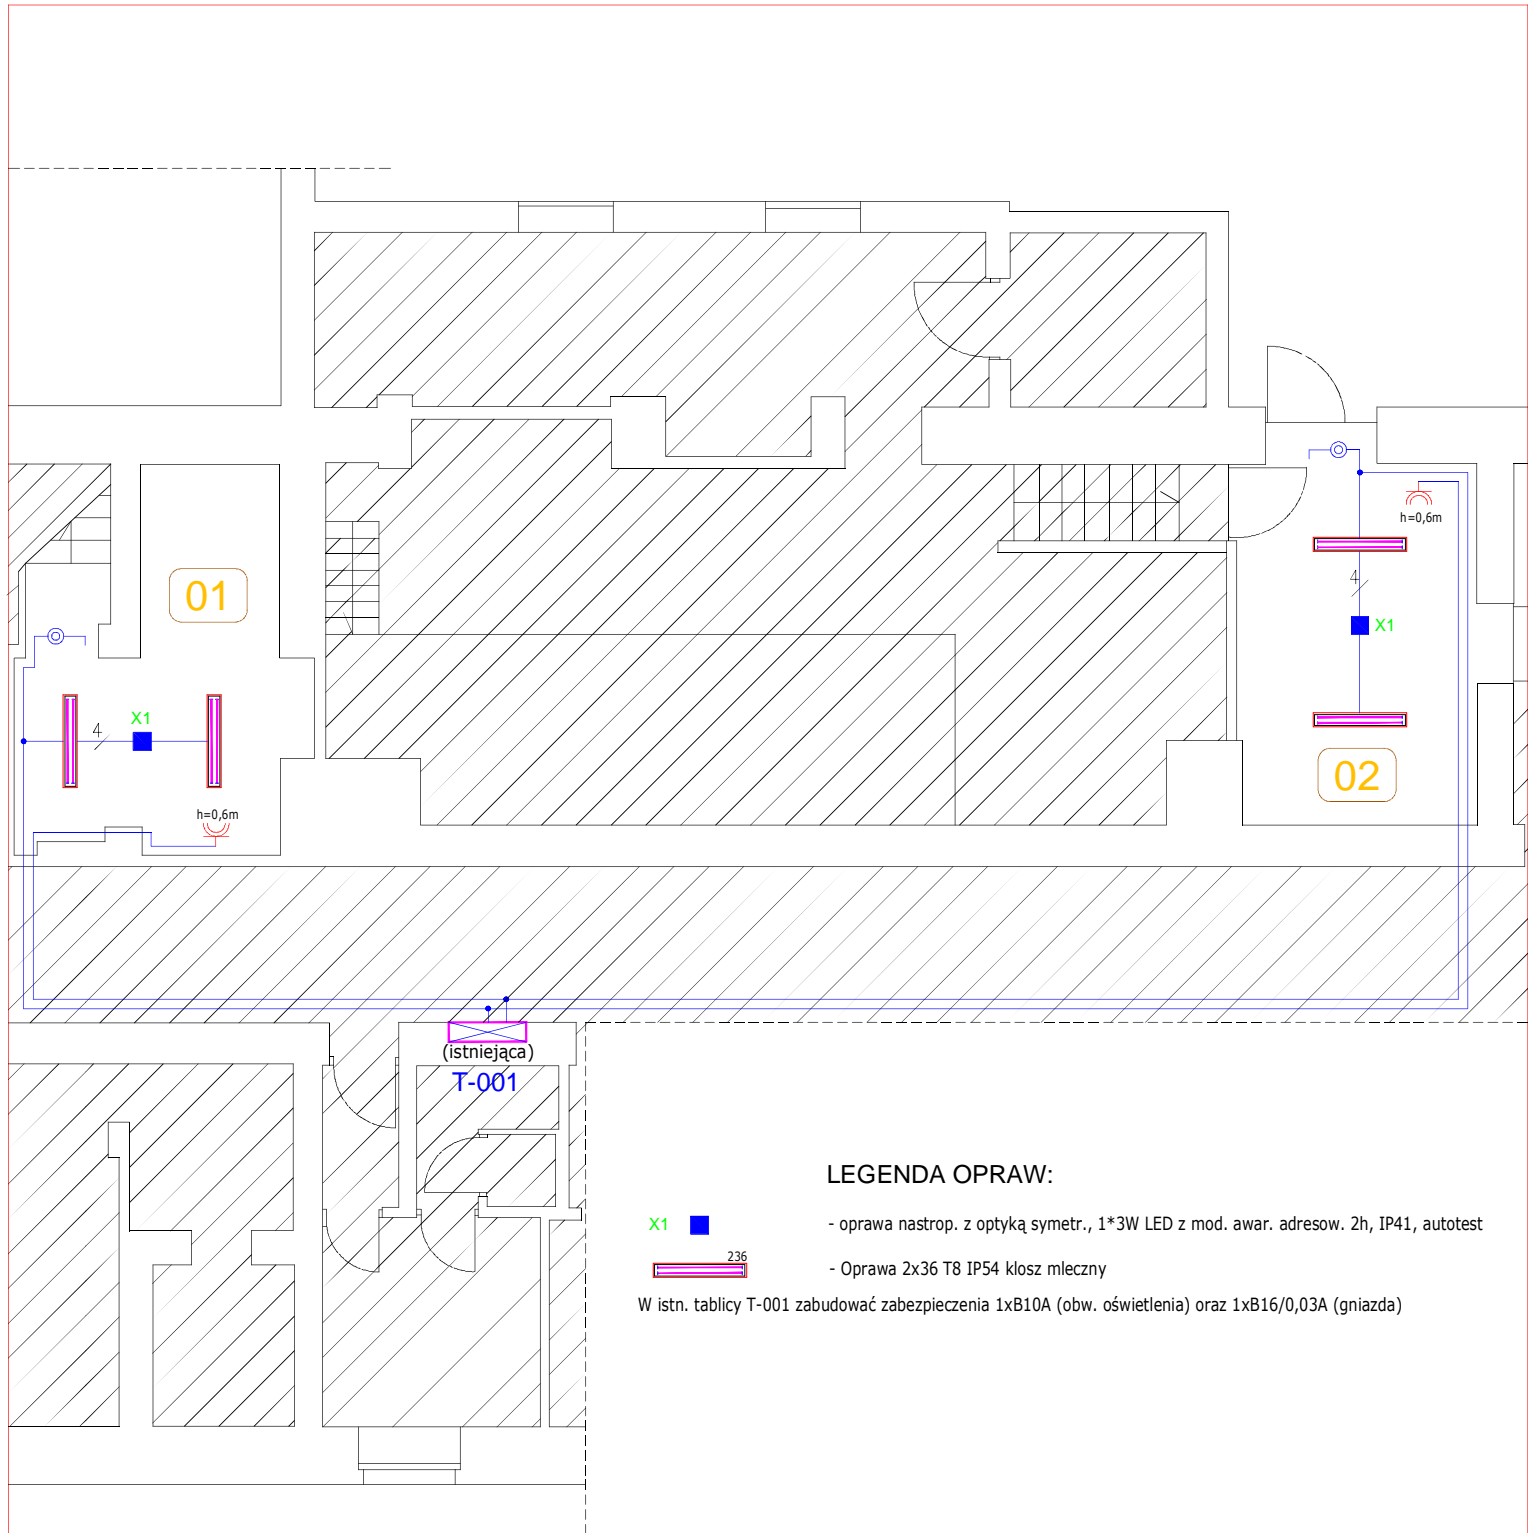 h=0,6m
01
4
X1
X1
4
02
h=0,6m
(istniejąca)
T-001
LEGENDA OPRAW:
X1
- oprawa nastrop. z optyką symetr., 1*3W LED z mod. awar. adresow. 2h, IP41, autotest
236
- Oprawa 2x36 T8 IP54 klosz mleczny
W istn. tablicy T-001 zabudować zabezpieczenia 1xB10A (obw. oświetlenia) oraz 1xB16/0,03A (gniazda)